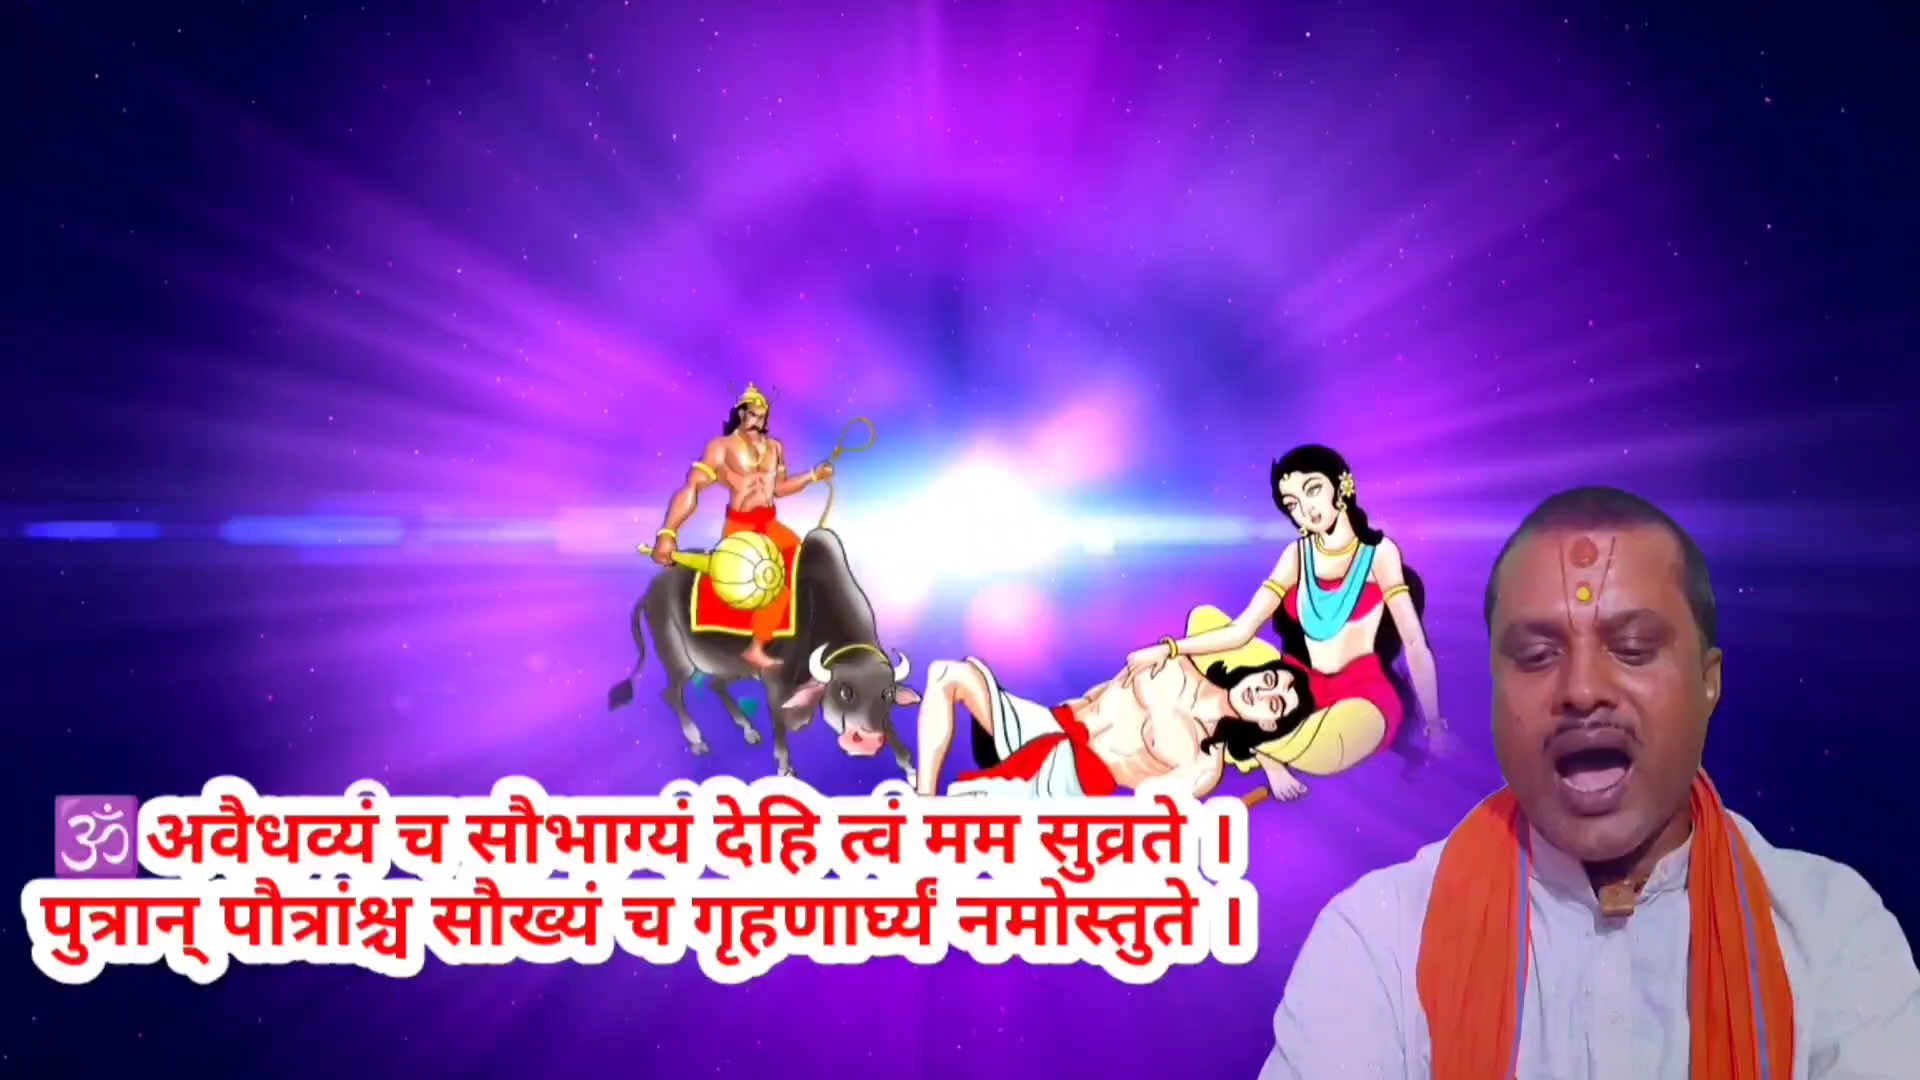 🕉अवैधव्यं च सौभाग्यं देहि त्वं मम सुव्रते ।
पुत्रान् पौत्रांश्च सौख्यं च गृहणार्घ्यं नमोस्तुते ।